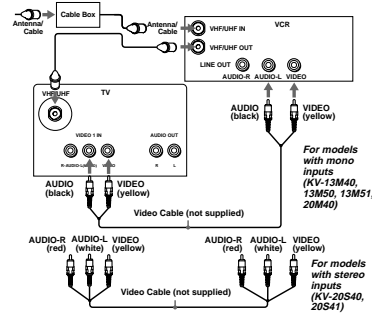 Antenna/
Cable
Cable Box
Antenna/
Cable
VCR
VHF/UHF IN
VHF/UHF OUT
LINE OUT
AUDIO-R AUDIO-L VIDEO
VHF/UHF
TV
VIDEO 1 IN
AUDIO OUT
R-AUDIO-L(MONO) VIDEO
R L
AUDIO
(black)
VIDEO
(yellow)
AUDIO
(black)
VIDEO
(yellow)
For models
with mono
inputs
(KV-13M40,
13M50, 13M51,
20M40)
Video Cable (not supplied)
AUDIO-R
(red)
AUDIO-L
(white)
VIDEO
(yellow)
AUDIO-R
(red)
AUDIO-L
(white)
VIDEO
(yellow)
Video Cable (not supplied)
For models
with stereo
inputs
(KV-20S40,
20S41)